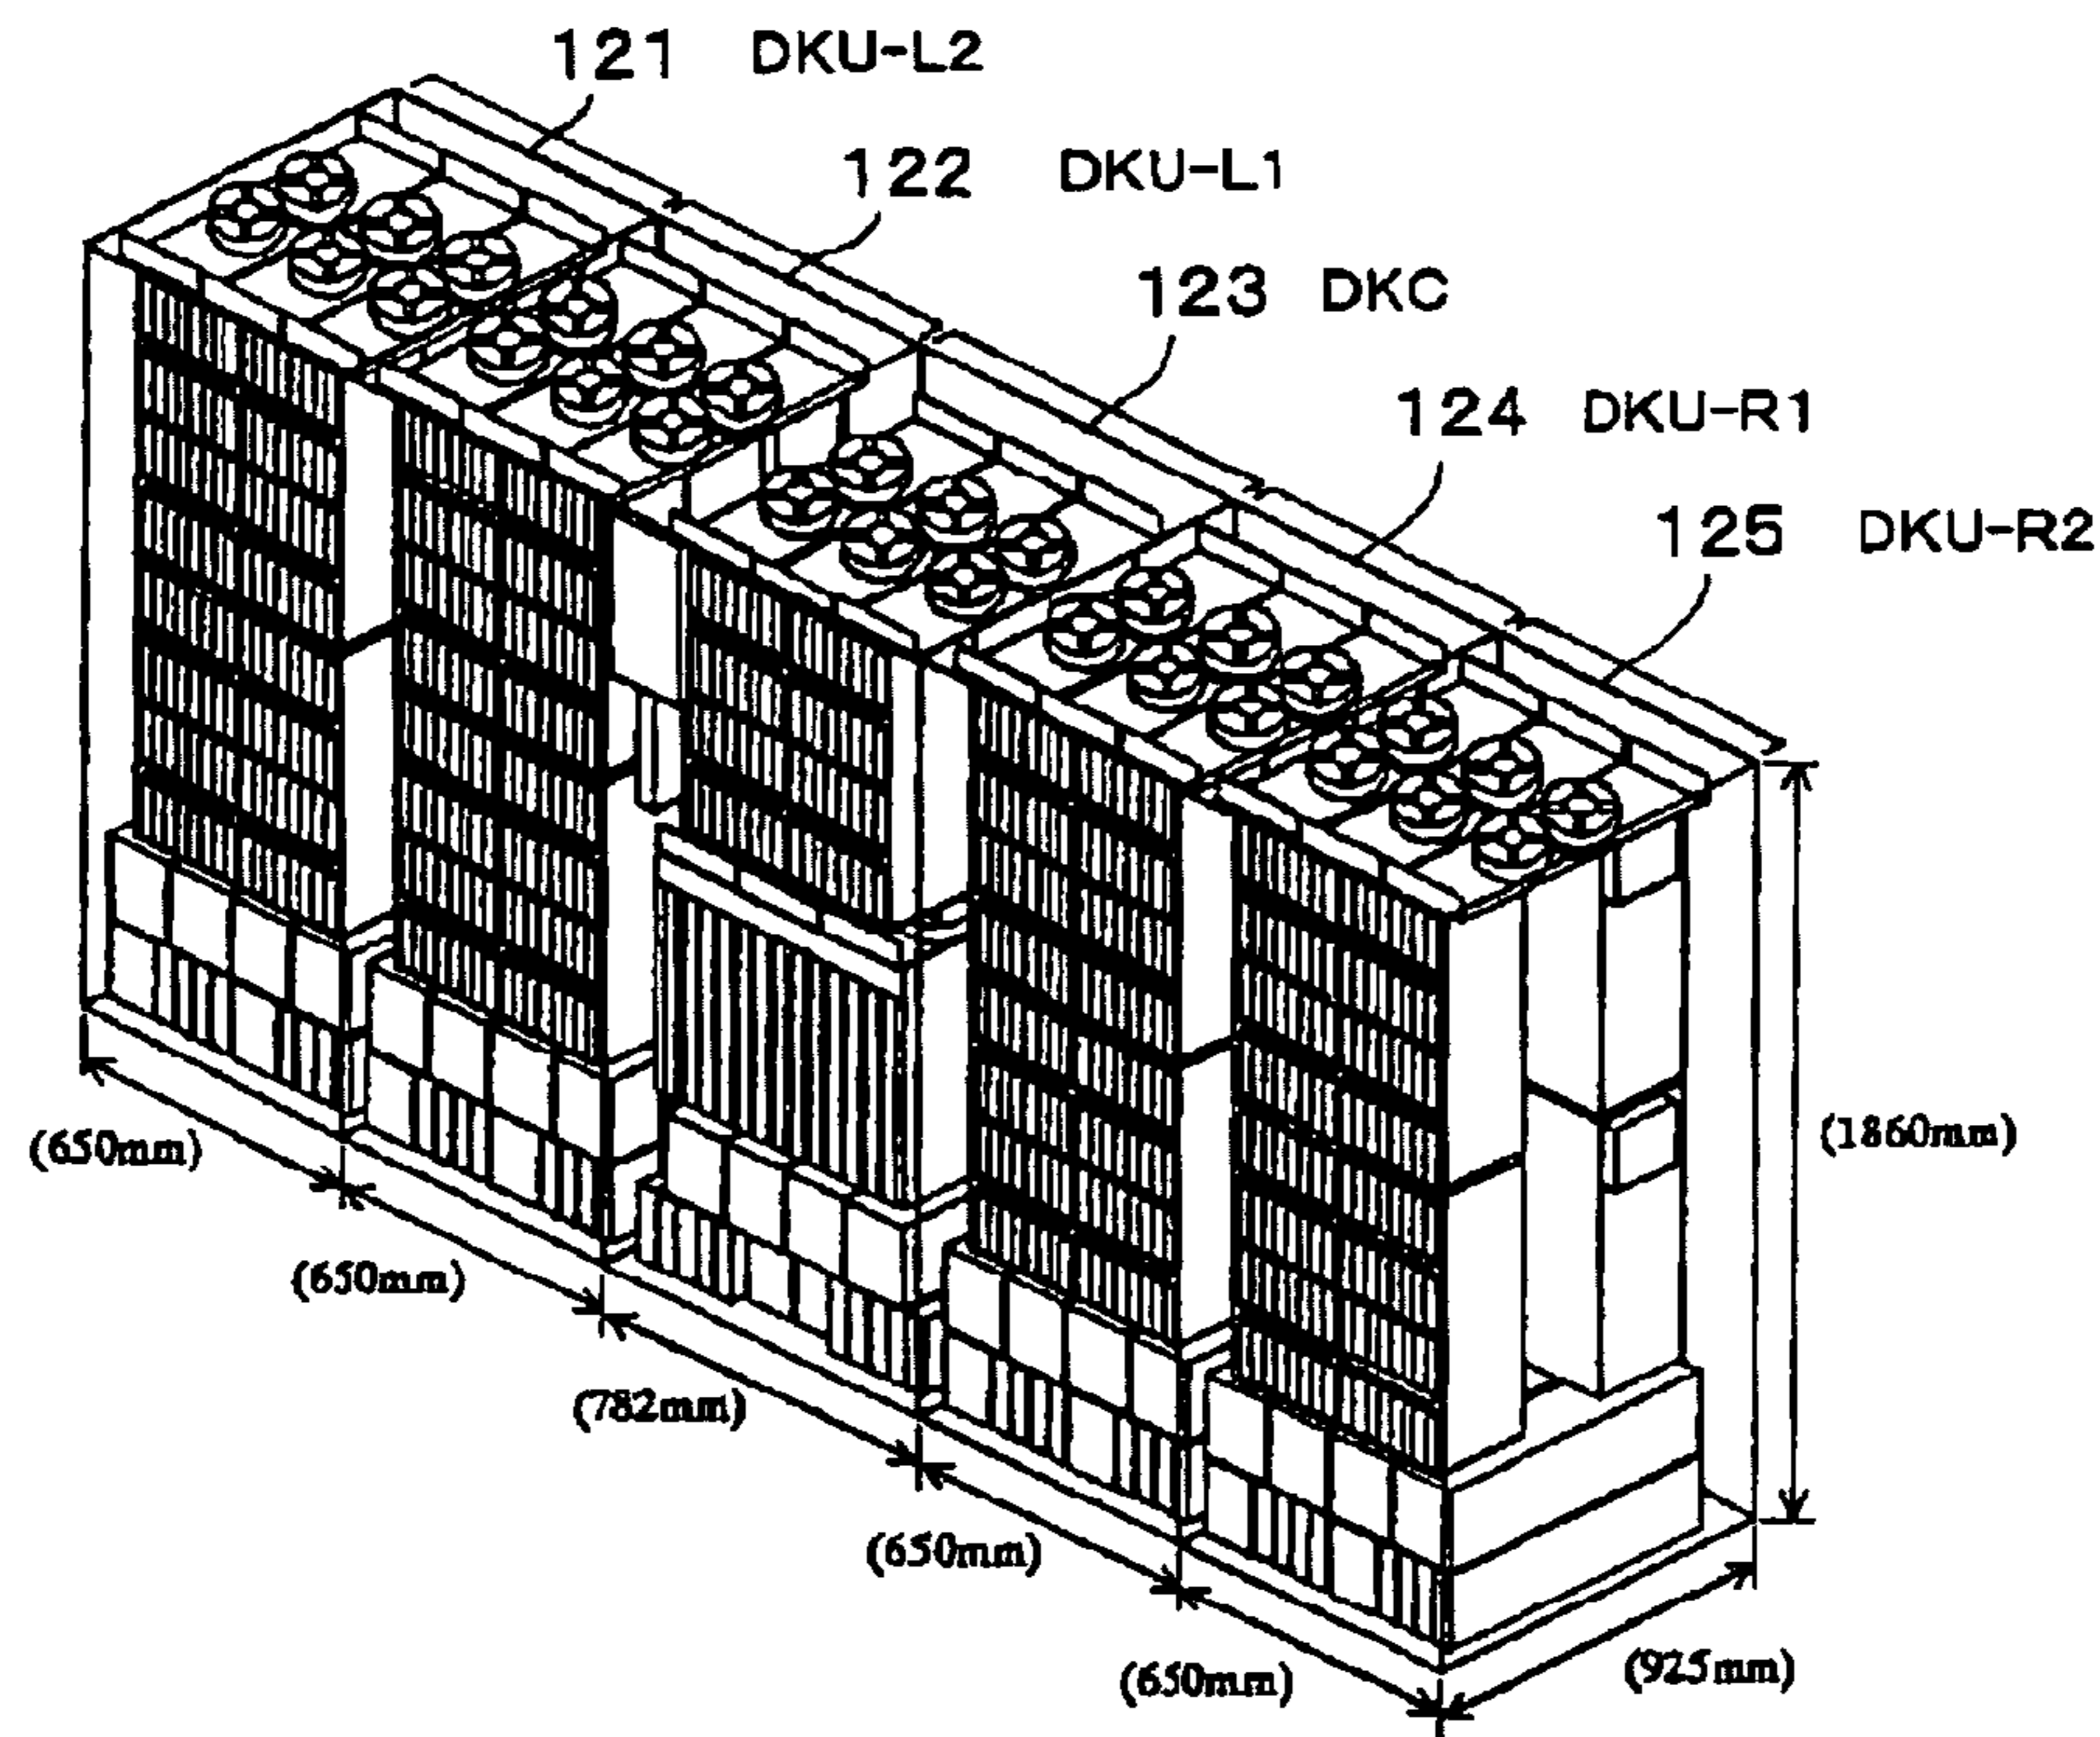 121 DKU-L2
122 DKU-L1
123 DKC
124 DKU-R1
125 DKU-R2
(1860mm)
(650mm)
(650mm)
(782mm)
(650mm)
(650mm)
(925mm)